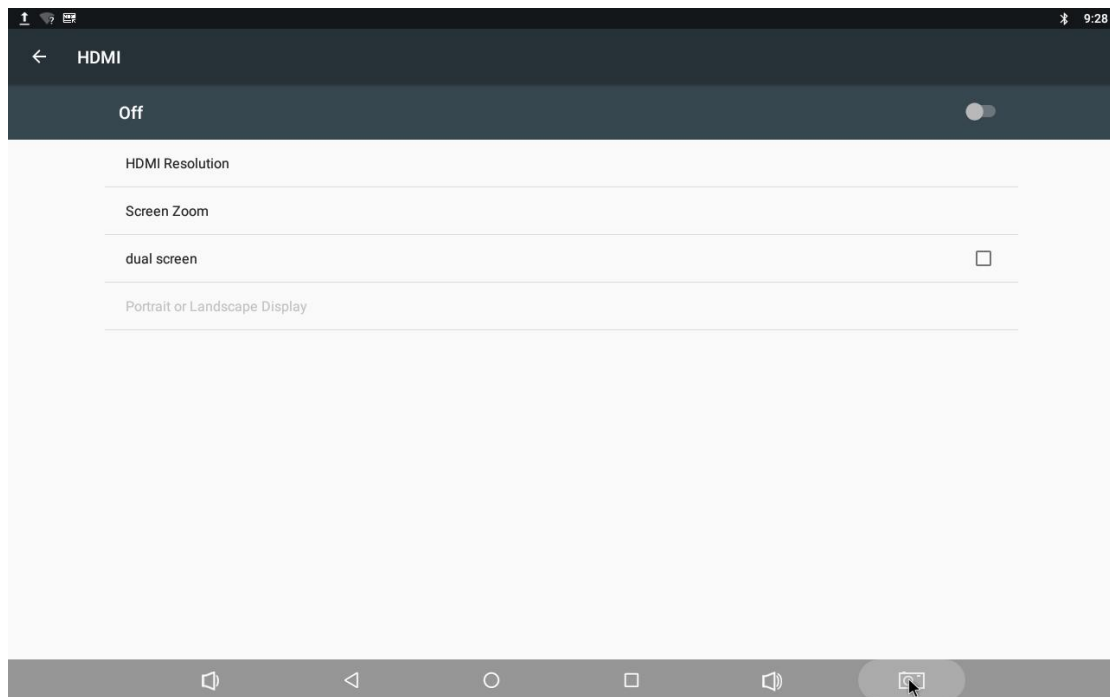 9:28
HDMI
Off
HDMI Resolution
Screen Zoom
dual screen
Portrait or Landscape Display